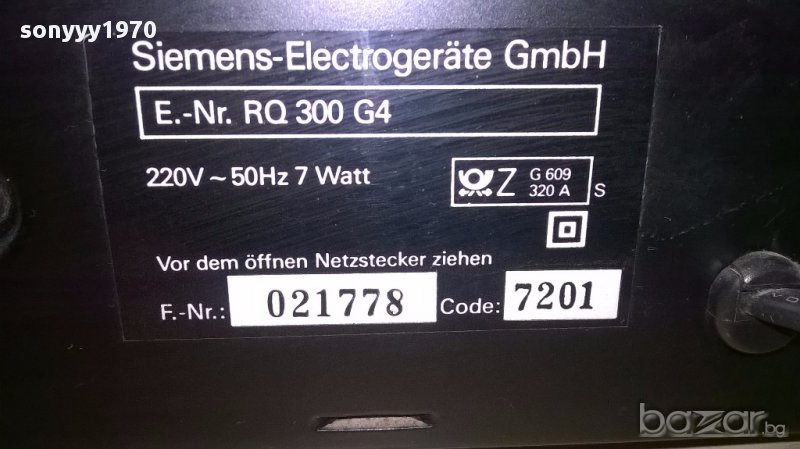 sonyyy1970
Siemens-Electrogeräte GmbH
E.-Nr. RQ 300 G4
220V ~ 50Hz 7 Watt
Z G 609
320 A
S
Vor dem öffnen Netzstecker ziehen
F.-Nr.: 021778 Code: 7201
bazar.bg